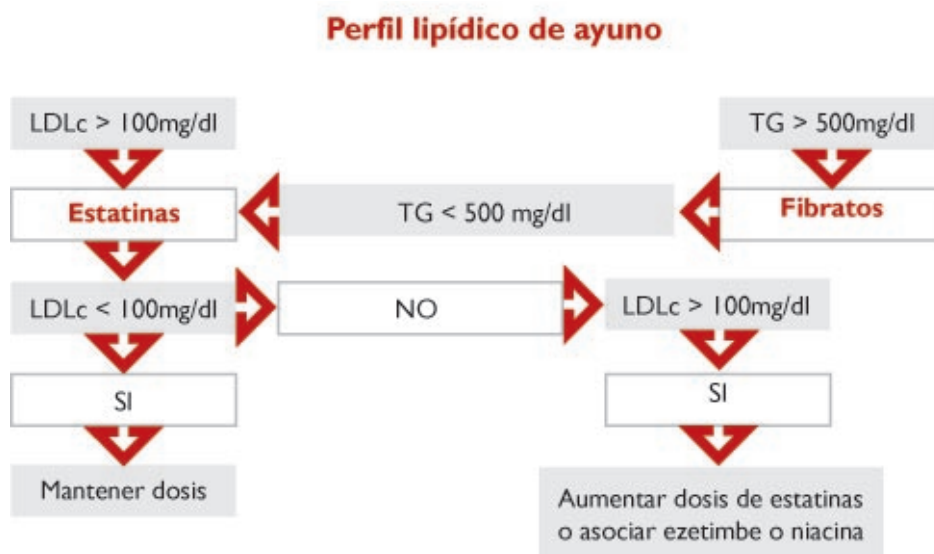 Perfil lipídico de ayuno
LDLc > 100mg/dl
TG > 500mg/dl
Estatinas
TG < 500 mg/dl
Fibratos
LDLc < 100mg/dl
NO
LDLc > 100mg/dl
SI
SI
Mantener dosis
Aumentar dosis de estatinas
o asociar ezetimbe o niacina